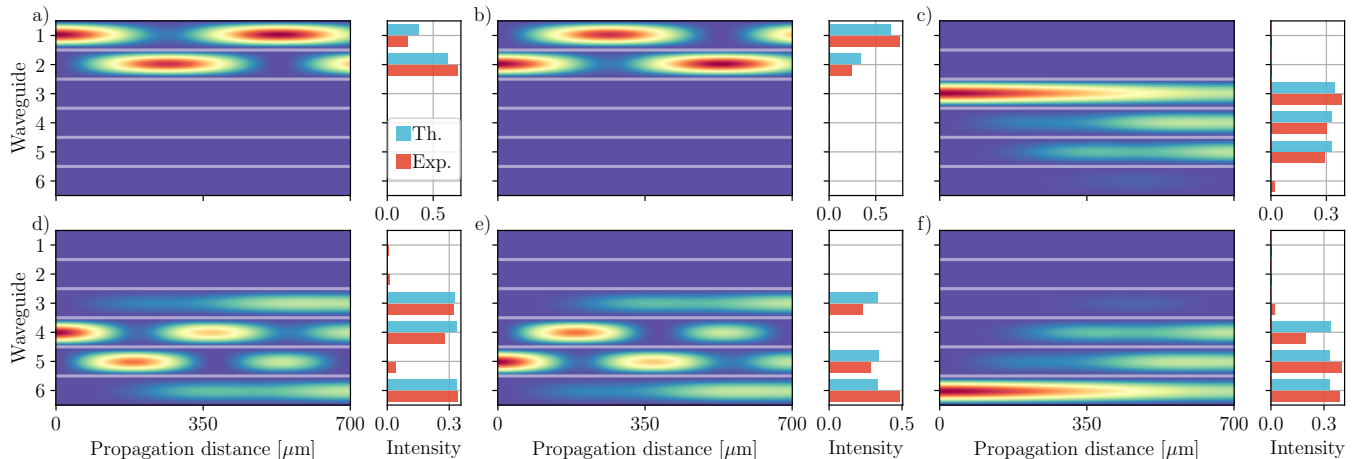 a)
b)
c)
Waveguide
1
2
3
4
5
6
Th.
Exp.
0.0 0.5
0.0 0.5
0.0 0.3
d)
e)
f)
Waveguide
1
2
3
4
5
6
0 350 700
0.0 0.3
0 350 700
0.0 0.5
0 350 700
0.0 0.3
Propagation distance [μm] Intensity Propagation distance [μm] Intensity Propagation distance [μm] Intensity